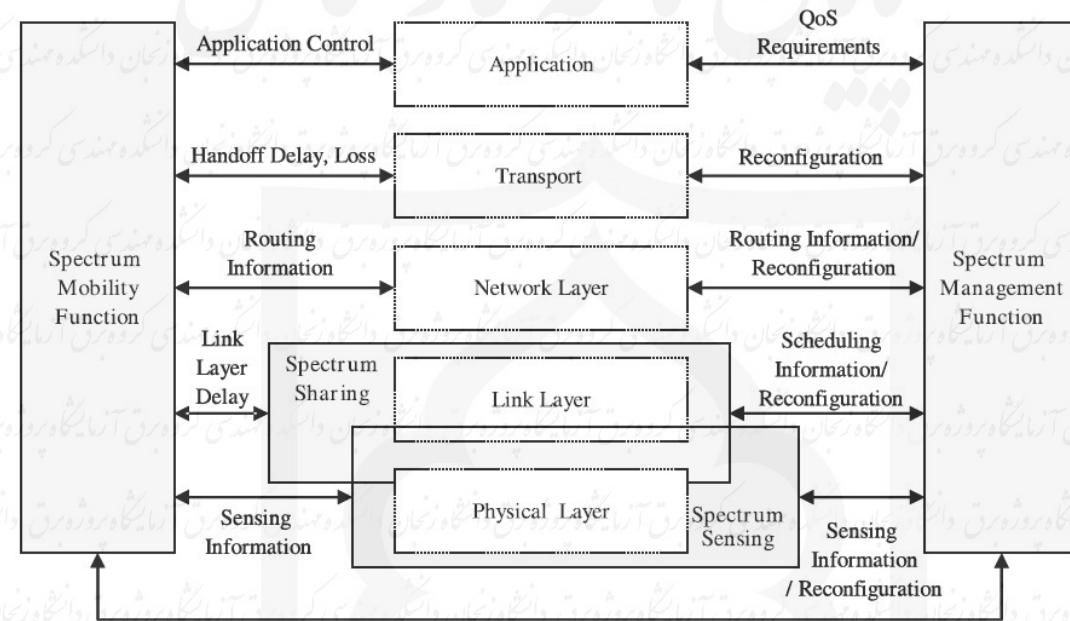 QoS
Requirements
Application Control
Application
Handoff Delay, Loss
Transport
Reconfiguration
Routing
Information
Network Layer
Routing Information/
Reconfiguration
Spectrum
Mobility
Function
Spectrum
Management
Function
Link
Layer
Delay
Spectrum
Sharing
Link Layer
Scheduling
Information/
Reconfiguration
Sensing
Information
Physical Layer
Spectrum
Sensing
Sensing
Information
/ Reconfiguration